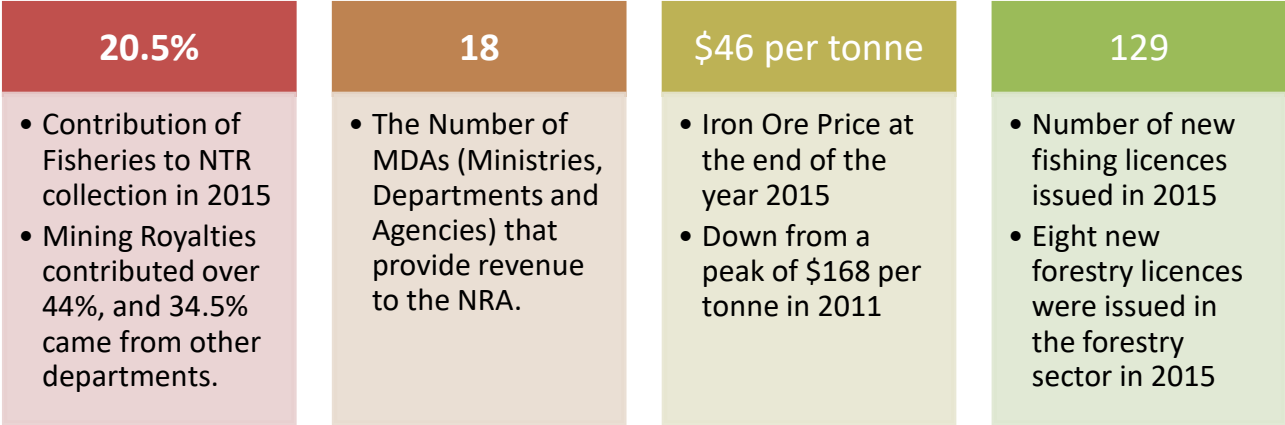 20.5%
• Contribution of
Fisheries to NTR
collection in 2015
• Mining Royalties
contributed over
44%, and 34.5%
came from other
departments.
18
• The Number of
MDAs (Ministries,
Departments and
Agencies) that
provide revenue
to the NRA.
$46 per tonne
• Iron Ore Price at
the end of the
year 2015
• Down from a
peak of $168 per
tonne in 2011
129
• Number of new
fishing licences
issued in 2015
• Eight new
forestry licences
were issued in
the forestry
sector in 2015